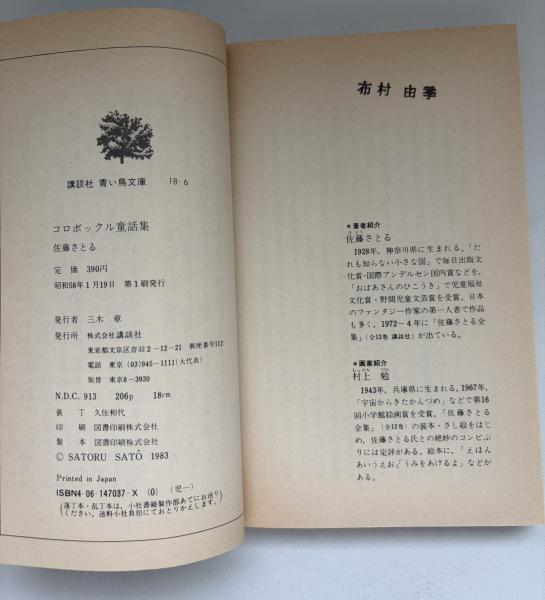 講談社 青い鳥文庫 18-6
コロボックル童話集
佐藤さとる
定 価 390円
昭和58年1月19日 第1刷発行
発行者 三木 章
発行所 株式会社講談社
東京都文京区音羽2-12-21 郵便番号112
電話 東京(03)945-1111(大代表)
振替 東京8-3930
N.D.C. 913 206p 18cm
装 丁 久住和代
印 刷 図書印刷株式会社
製 本 図書印刷株式会社
© SATORU SATÔ 1983
Printed in Japan
ISBN4-06-147037-X (0) (児一)
(落丁本・乱丁本は、小社書籍製作部あてにお送り
ください。送料小社負担にておとりかえします。)
布村 由季
*著者紹介
佐藤さとる
1928年、神奈川県に生まれる。「だ
れも知らない小さな国」で毎日出版文
化賞・国際アンデルセン国内賞などを、
「おばあさんのひこうき」で児童福祉
文化賞・野間児童文芸賞を受賞。日本
のファンタジー作家の第一人者で作品
も多く、1972-4年に「佐藤さとる全
集」(全12巻 講談社)が出ている。
*画家紹介
村上 勉
1943年、兵庫県に生まれる。1967年、
「宇宙からきたかんづめ」などで第16
回小学館絵画賞を受賞。「佐藤さとる
全集」(全12巻)の装本・さし絵をはじ
め、佐藤さとる氏との絶妙のコンビぶ
りには定評がある。絵本に、「えほん
あいうえお」「うみをあげるよ」などが
ある。